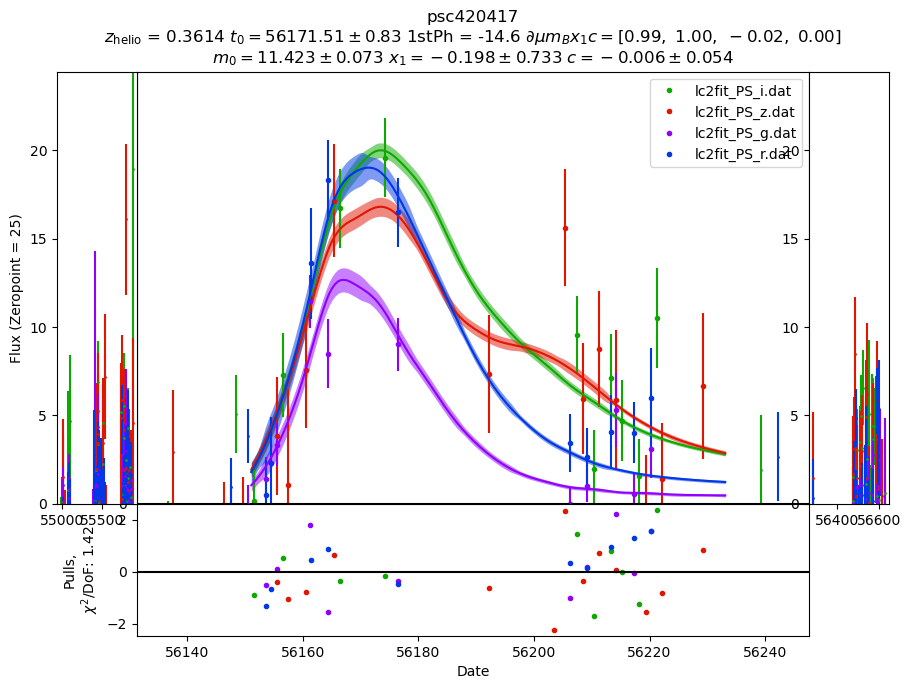 psc420417
z_helio = 0.3614 t_0 = 56171.51 ± 0.83 1stPh = -14.6 ∂μm_Bx_1c = [0.99, 1.00, −0.02, 0.00]
m_0 = 11.423 ± 0.073 x_1 = −0.198 ± 0.733 c = −0.006 ± 0.054
lc2fit_PS_i.dat
lc2fit_PS_z.dat
lc2fit_PS_g.dat
lc2fit_PS_r.dat
Flux (Zeropoint = 25)
20
15
10
5
0
20
15
10
5
0
55000
55500
56400
56600
Pulls,
χ²/DoF: 1.42
2
0
−2
56140
56160
56180
56200
56220
56240
Date